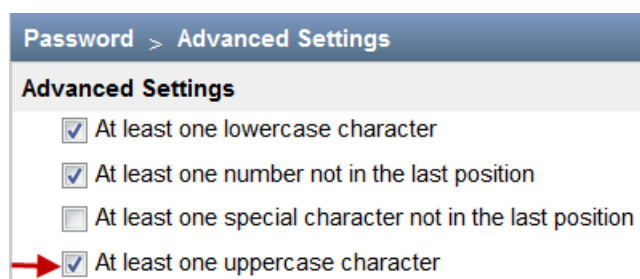 Password > Advanced Settings
Advanced Settings
At least one lowercase character
At least one number not in the last position
At least one special character not in the last position
At least one uppercase character